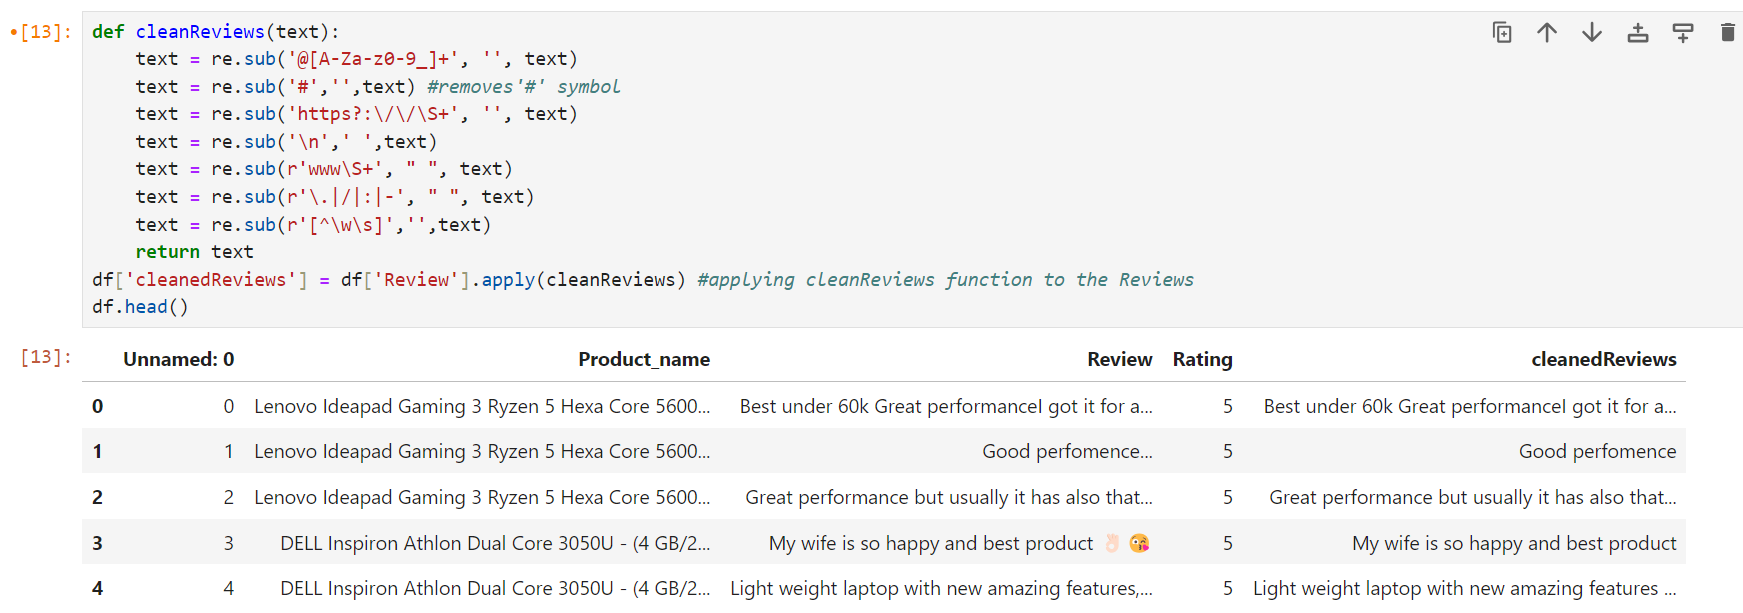 [13]: def cleanReviews(text):
text = re.sub('@[A-Za-z0-9_]+', '', text)
text = re.sub('#','',text) #removes'#' symbol
text = re.sub('https?:\/\/\S+', '', text)
text = re.sub('\n',' ',text)
text = re.sub(r'www\S+', " ", text)
text = re.sub(r'\.|/|:|-', " ", text)
text = re.sub(r'[^\w\s]','',text)
return text
df['cleanedReviews'] = df['Review'].apply(cleanReviews) #applying cleanReviews function to the Reviews
df.head()
[13]: Unnamed: 0 Product_name Review Rating cleanedReviews
0 0 Lenovo Ideapad Gaming 3 Ryzen 5 Hexa Core 5600... Best under 60k Great performanceI got it for a... 5 Best under 60k Great performanceI got it for a...
1 1 Lenovo Ideapad Gaming 3 Ryzen 5 Hexa Core 5600... Good perfomence... 5 Good perfomence
2 2 Lenovo Ideapad Gaming 3 Ryzen 5 Hexa Core 5600... Great performance but usually it has also that... 5 Great performance but usually it has also that...
3 3 DELL Inspiron Athlon Dual Core 3050U - (4 GB/2... My wife is so happy and best product 👌🏻 😘 5 My wife is so happy and best product
4 4 DELL Inspiron Athlon Dual Core 3050U - (4 GB/2... Light weight laptop with new amazing features,... 5 Light weight laptop with new amazing features ...